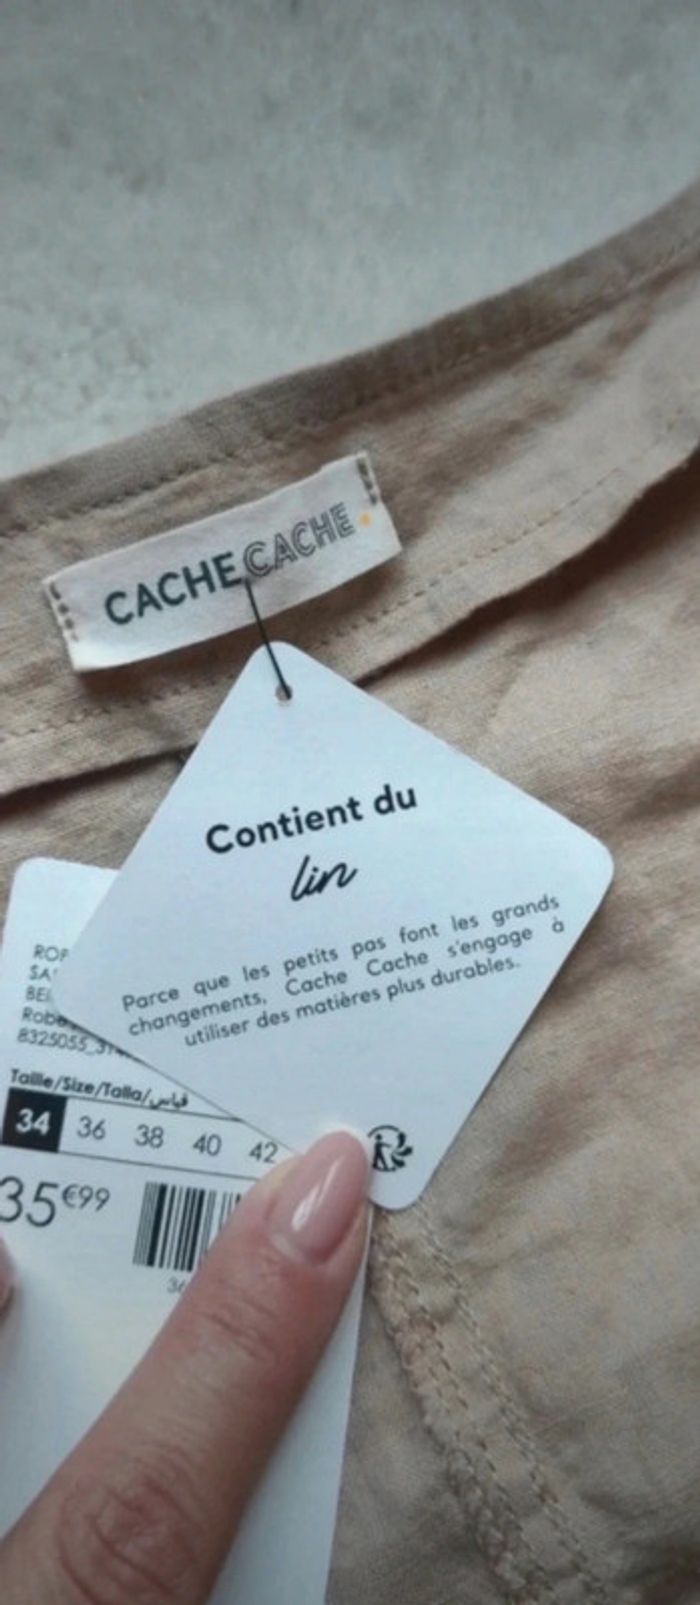 CACHE CACHE
Contient du
lin
Parce que les petits pas font les grands
changements, Cache Cache s'engage à
utiliser des matières plus durables.
8325055
Taille/Size/Talla/قياس
34 36 38 40 42
35€99